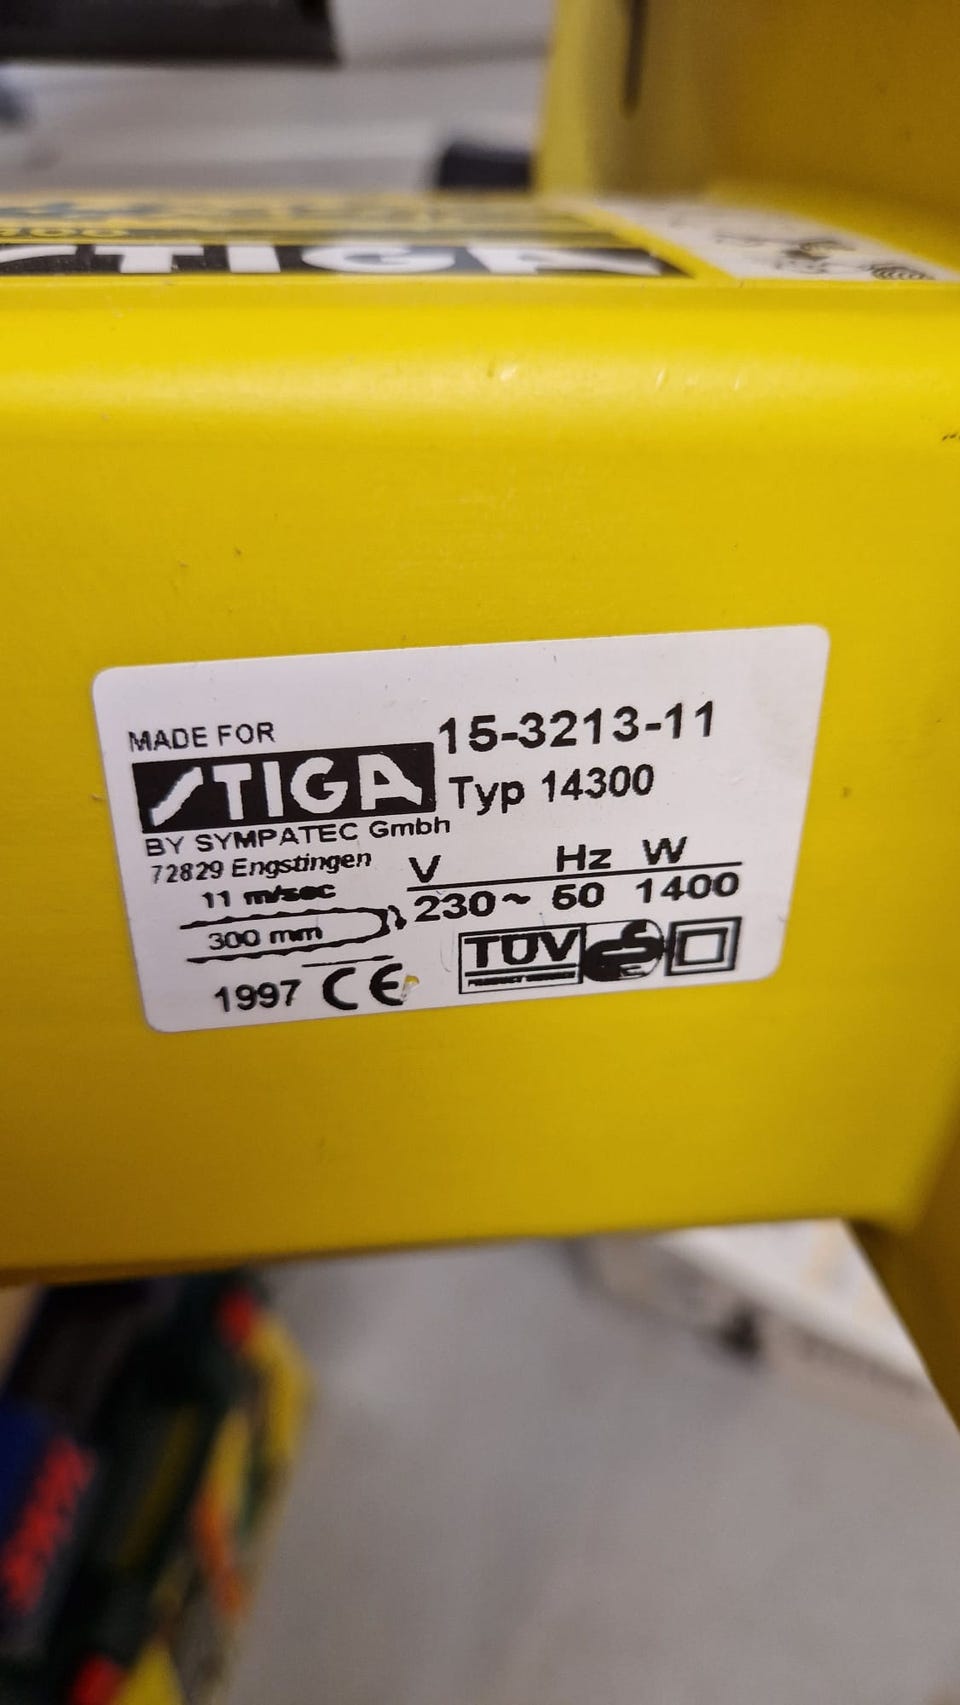 STIGA
MADE FOR
STIGA
15-3213-11
Typ 14300
BY SYMPATEC Gmbh
72829 Engstingen
11 m/sec
300 mm
V Hz W
230~ 50 1400
1997 CE
TÜV